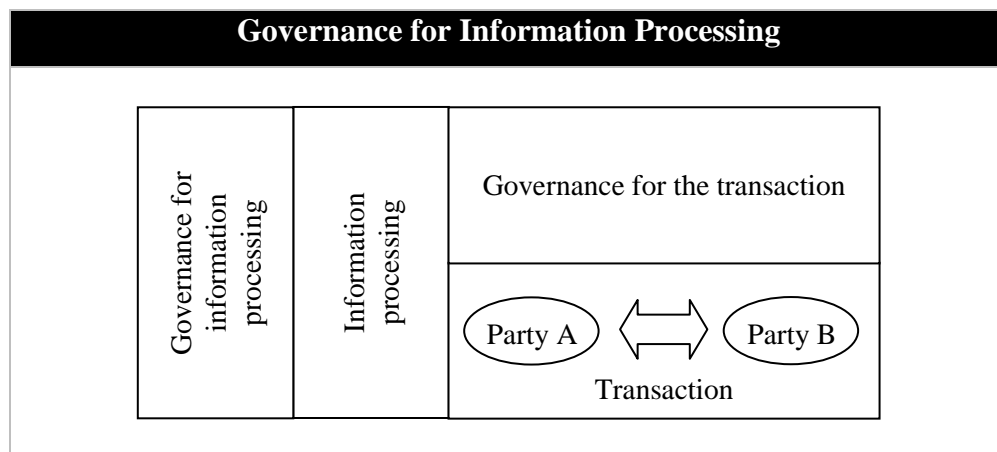 Governance for Information Processing
Governance for
information
processing
Information
processing
Governance for the transaction
Party A
Party B
Transaction